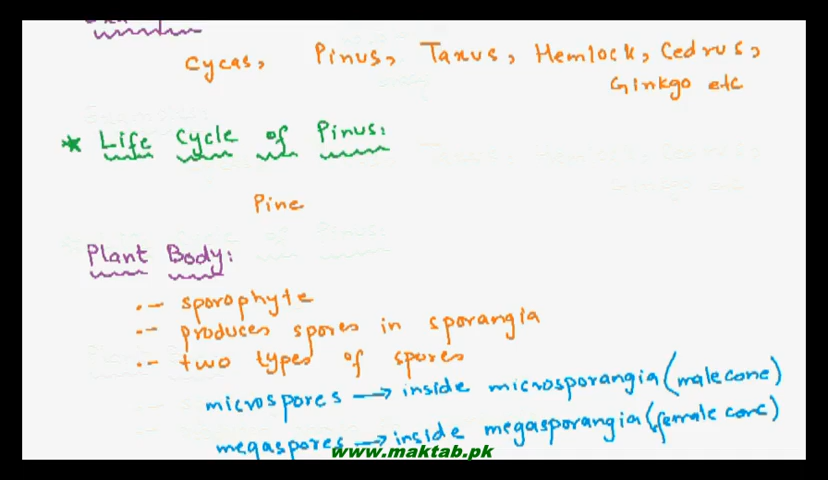 Cycas, Pinus, Taxus, Hemlock, Cedrus,
Ginkgo etc
* Life Cycle of Pinus:
Pine
Plant Body:
.- sporophyte
.- produces spores in sporangia
.- two types of spores
microspores → inside microsporangia (male cone)
megaspores → inside megasporangia (female cone)
www.maktab.pk